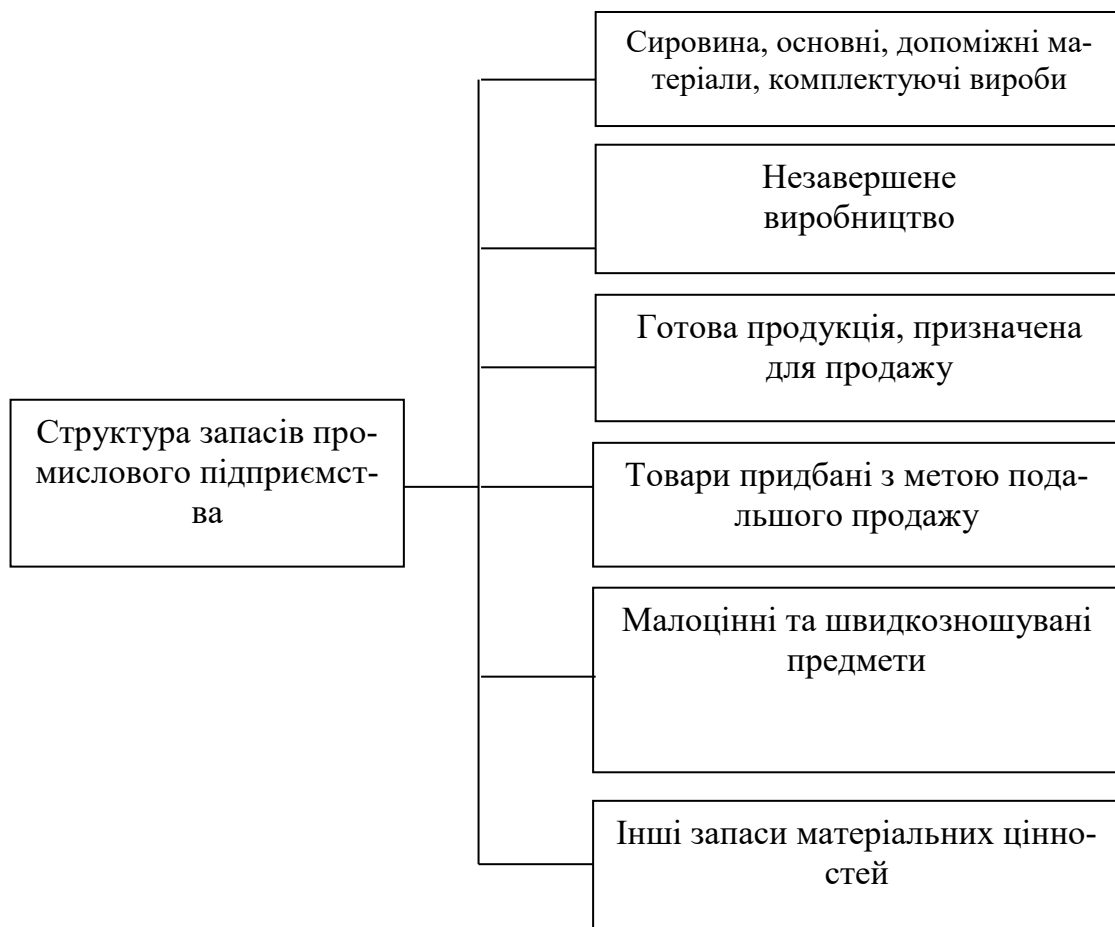 Сировина, основні, допоміжні ма-
теріали, комплектуючі вироби
Незавершене
виробництво
Готова продукція, призначена
для продажу
Структура запасів про-
мислового підприємст-
ва
Товари придбані з метою пода-
льшого продажу
Малоцінні та швидкозношувані
предмети
Інші запаси матеріальних цінно-
стей